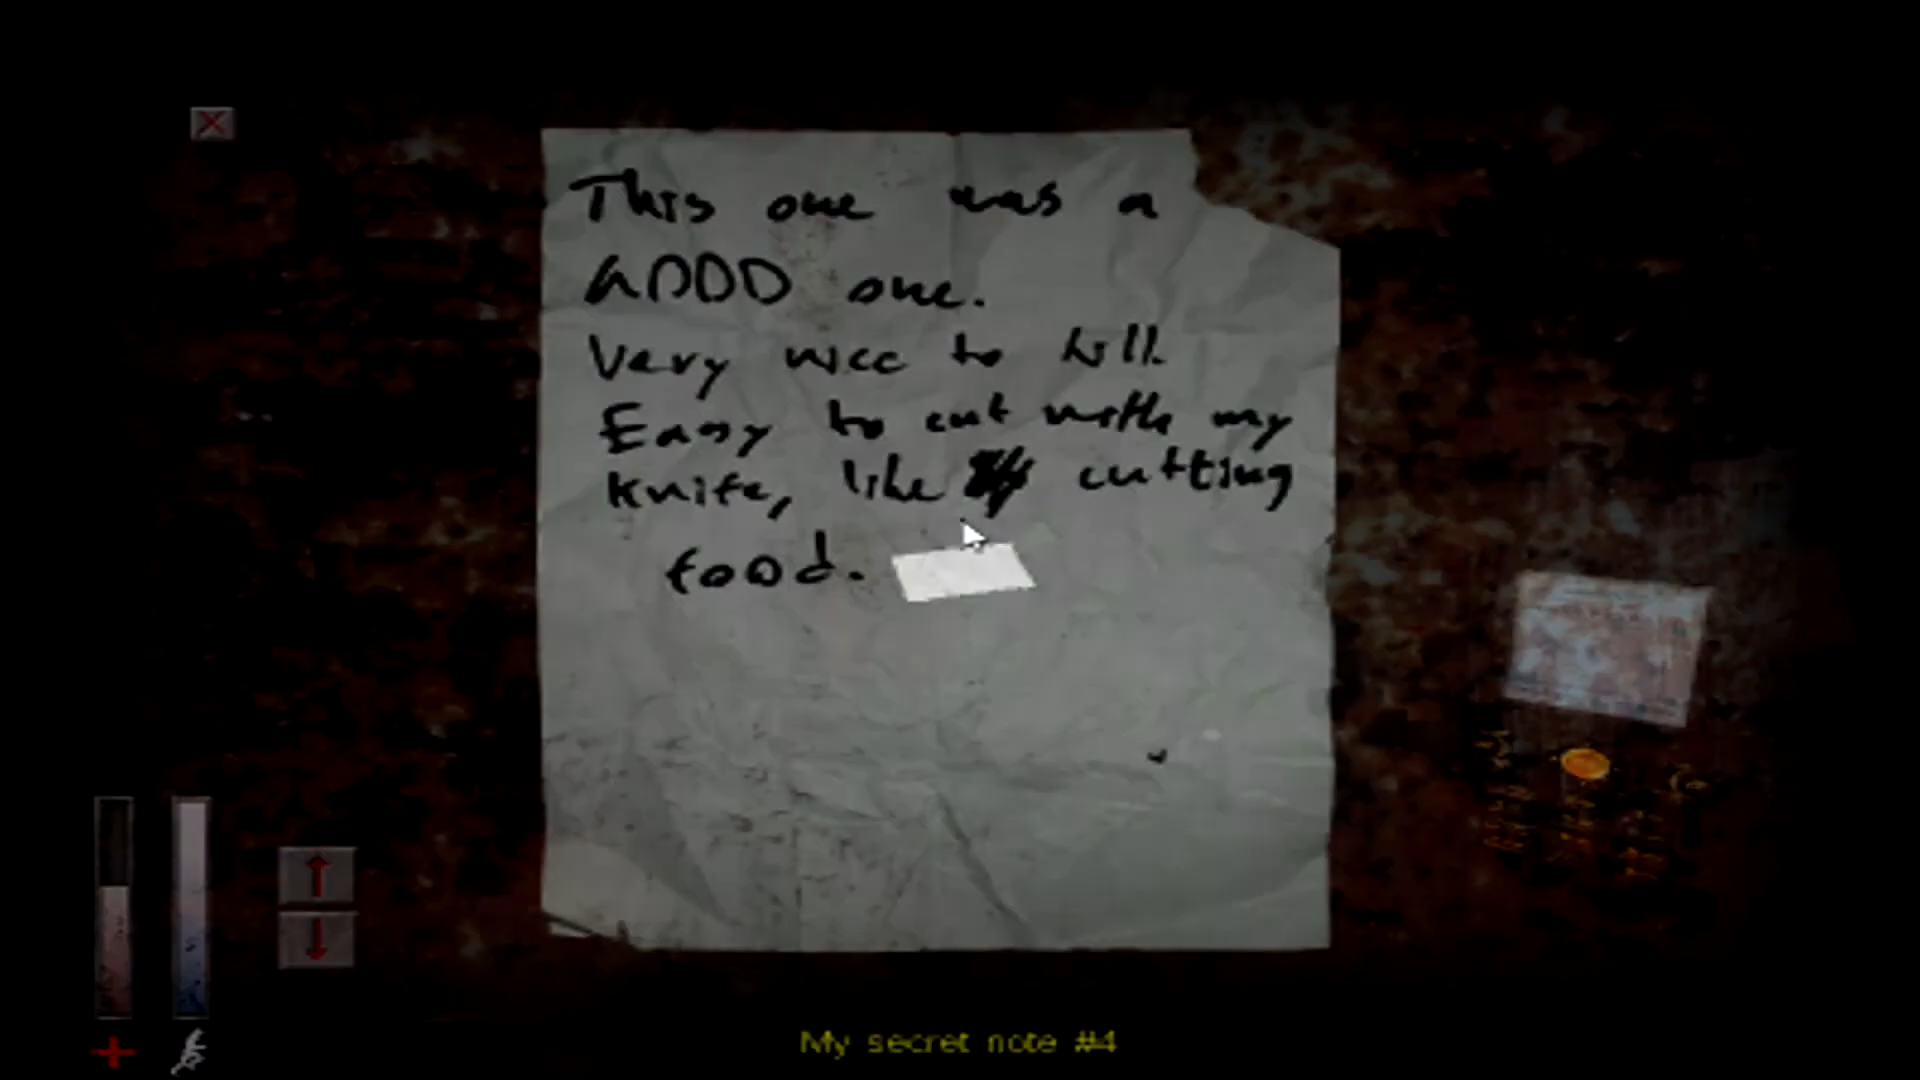 This one was a
GOOD one.
Very nice to kill.
Easy to cut with my
knife, like cutting
food.
My secret note #4